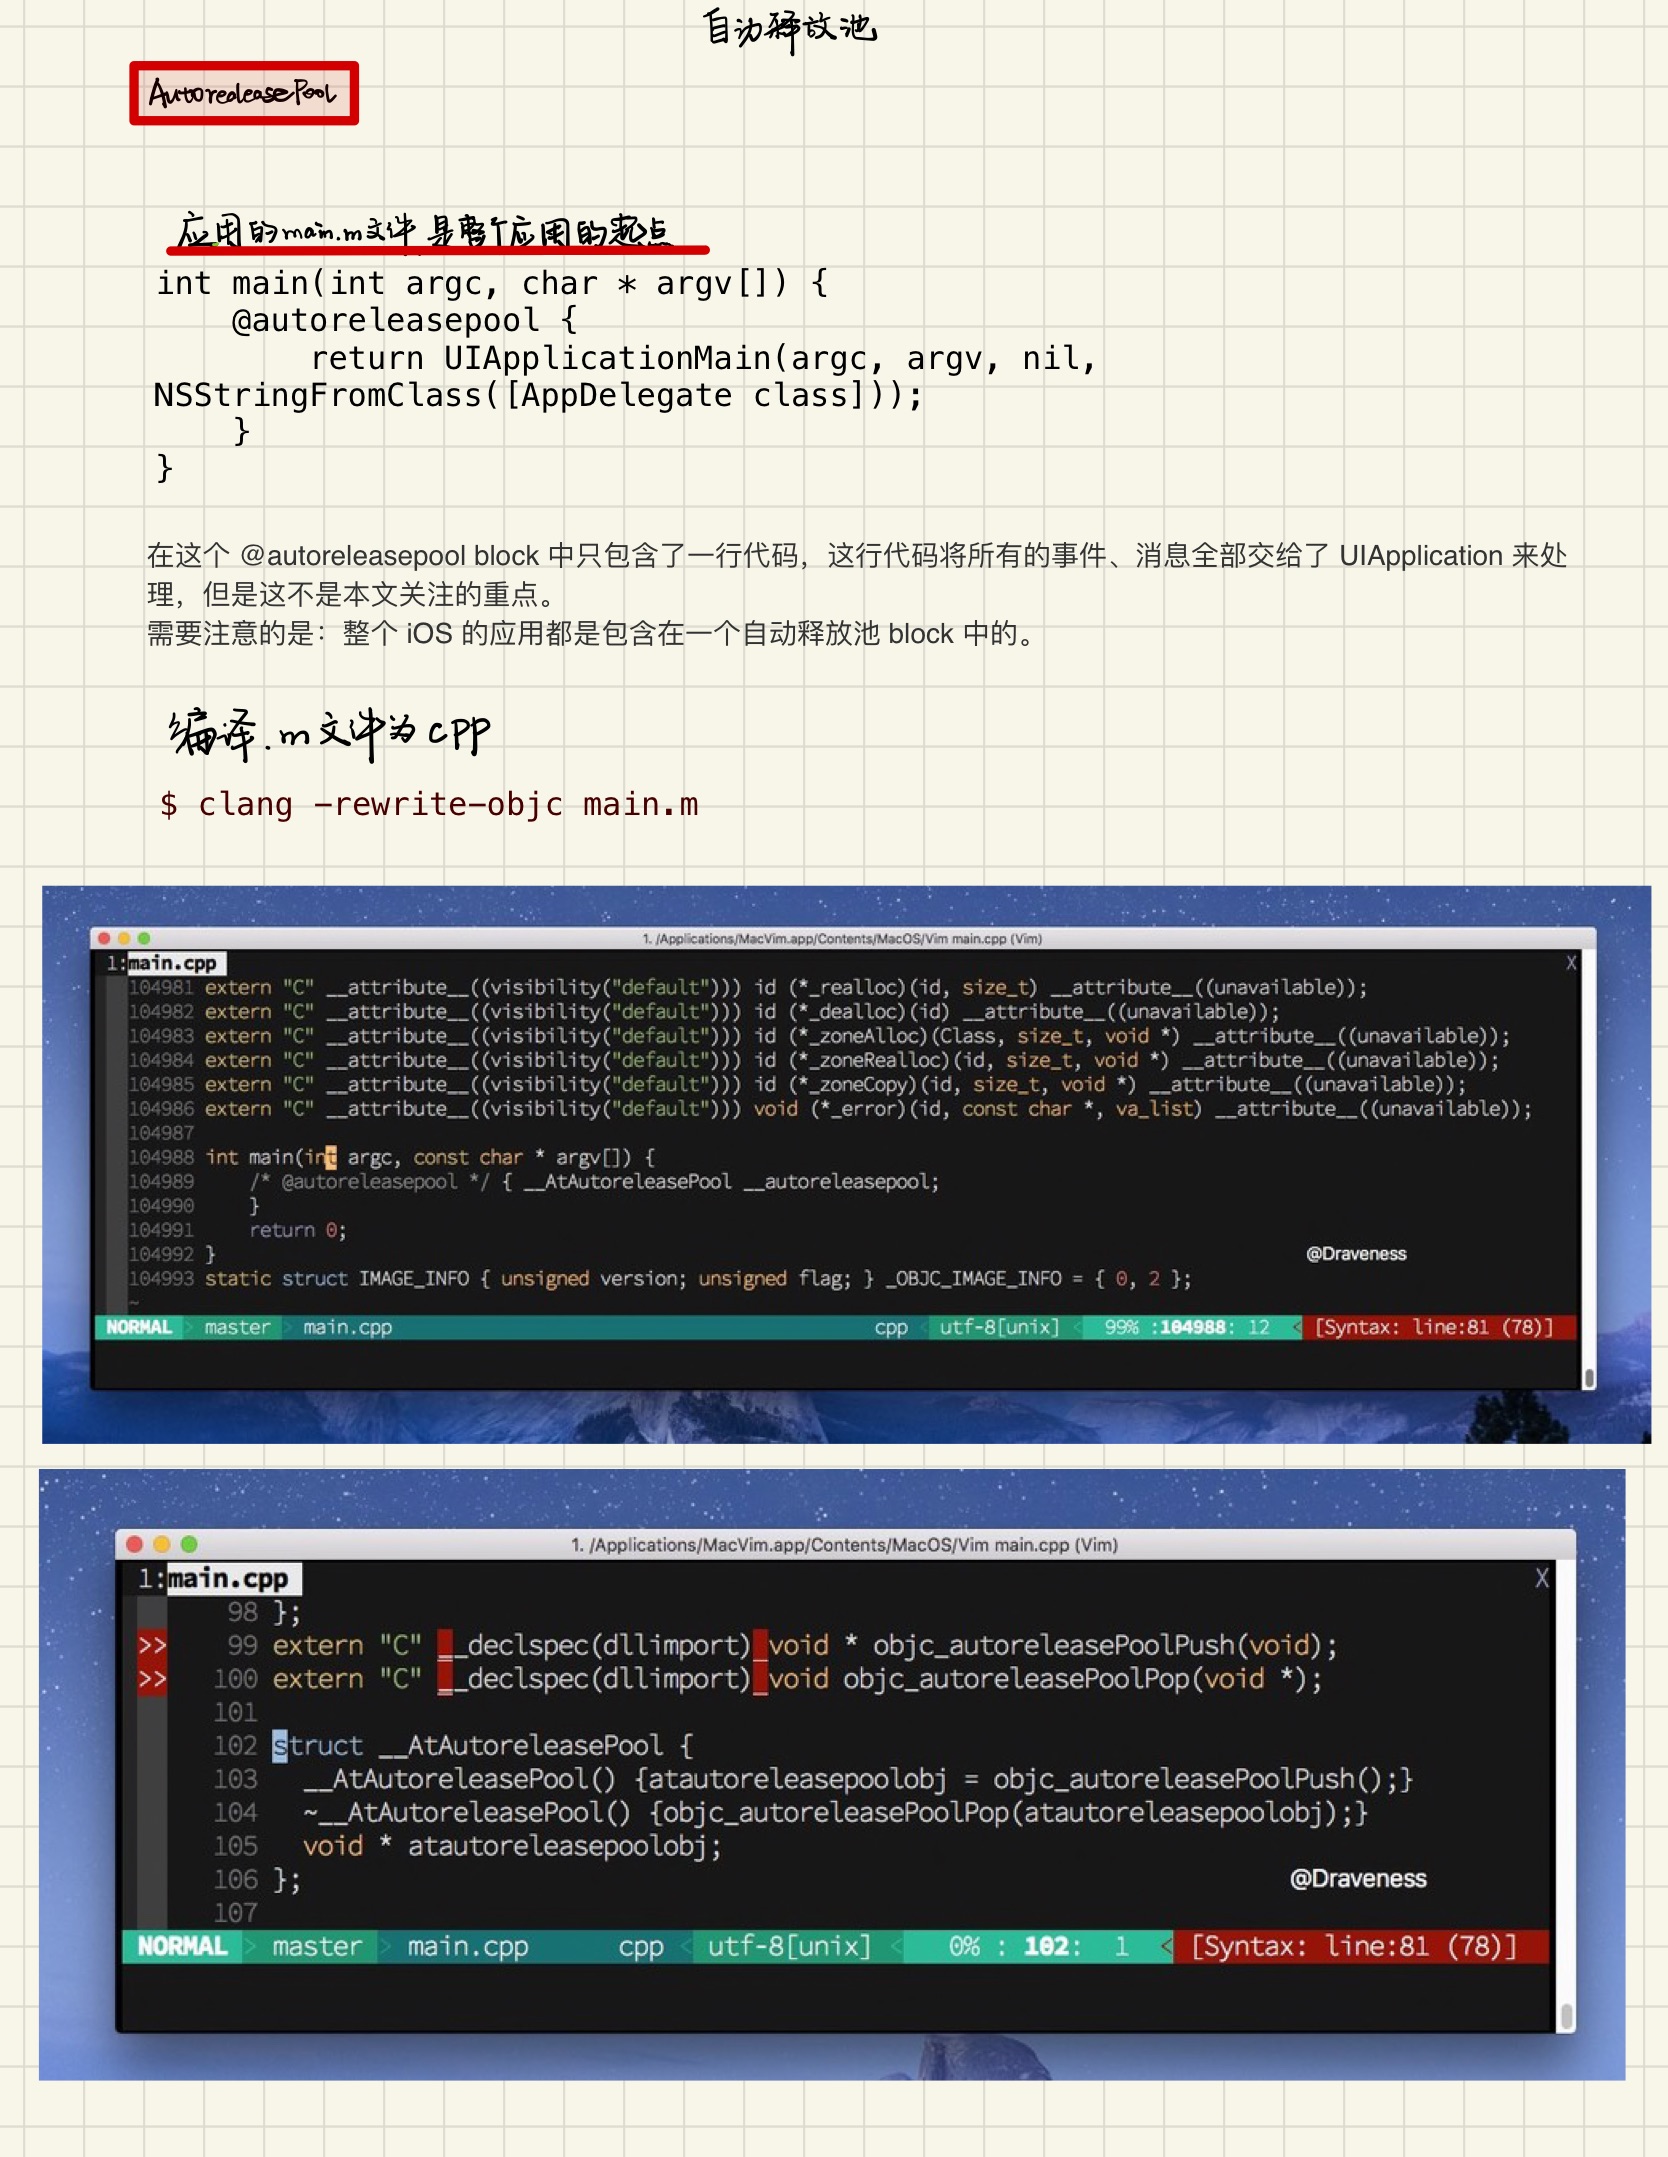 自动释放池
AutoreleasePool
应用的main.m文件是整个应用的起点
int main(int argc, char * argv[]) {
    @autoreleasepool {
        return UIApplicationMain(argc, argv, nil,
NSStringFromClass([AppDelegate class]));
    }
}
在这个 @autoreleasepool block 中只包含了一行代码，这行代码将所有的事件、消息全部交给了 UIApplication 来处
理，但是这不是本文关注的重点。
需要注意的是：整个 iOS 的应用都是包含在一个自动释放池 block 中的。
编译.m文件为cpp
$ clang -rewrite-objc main.m
1. /Applications/MacVim.app/Contents/MacOS/Vim main.cpp (Vim)
1:main.cpp X
104981 extern "C" __attribute__((visibility("default"))) id (*_realloc)(id, size_t) __attribute__((unavailable));
104982 extern "C" __attribute__((visibility("default"))) id (*_dealloc)(id) __attribute__((unavailable));
104983 extern "C" __attribute__((visibility("default"))) id (*_zoneAlloc)(Class, size_t, void *) __attribute__((unavailable));
104984 extern "C" __attribute__((visibility("default"))) id (*_zoneRealloc)(id, size_t, void *) __attribute__((unavailable));
104985 extern "C" __attribute__((visibility("default"))) id (*_zoneCopy)(id, size_t, void *) __attribute__((unavailable));
104986 extern "C" __attribute__((visibility("default"))) void (*_error)(id, const char *, va_list) __attribute__((unavailable));
104987
104988 int main(int argc, const char * argv[]) {
104989     /* @autoreleasepool */ { __AtAutoreleasePool __autoreleasepool;
104990     }
104991     return 0;
104992 }
@Draveness
104993 static struct IMAGE_INFO { unsigned version; unsigned flag; } _OBJC_IMAGE_INFO = { 0, 2 };
~
NORMAL > master > main.cpp cpp < utf-8[unix] < 99% :104988: 12 < [Syntax: line:81 (78)]
1. /Applications/MacVim.app/Contents/MacOS/Vim main.cpp (Vim)
1:main.cpp X
98 };
>> 99 extern "C" __declspec(dllimport) void * objc_autoreleasePoolPush(void);
>> 100 extern "C" __declspec(dllimport) void objc_autoreleasePoolPop(void *);
101
102 struct __AtAutoreleasePool {
103   __AtAutoreleasePool() {atautoreleasepoolobj = objc_autoreleasePoolPush();}
104   ~__AtAutoreleasePool() {objc_autoreleasePoolPop(atautoreleasepoolobj);}
105   void * atautoreleasepoolobj;
106 };
@Draveness
107
NORMAL > master > main.cpp cpp < utf-8[unix] < 0% : 102: 1 < [Syntax: line:81 (78)]